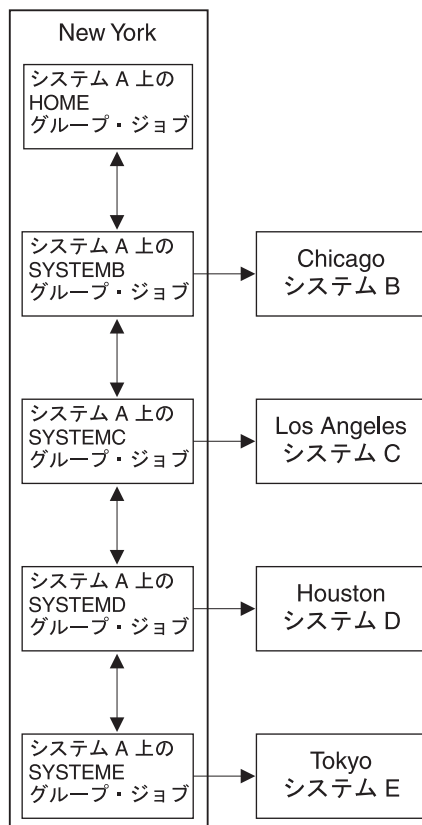 New York
システム A 上の
HOME
グループ・ジョブ
システム A 上の
SYSTEMB
グループ・ジョブ
Chicago
システム B
システム A 上の
SYSTEMC
グループ・ジョブ
Los Angeles
システム C
システム A 上の
SYSTEMD
グループ・ジョブ
Houston
システム D
システム A 上の
SYSTEME
グループ・ジョブ
Tokyo
システム E